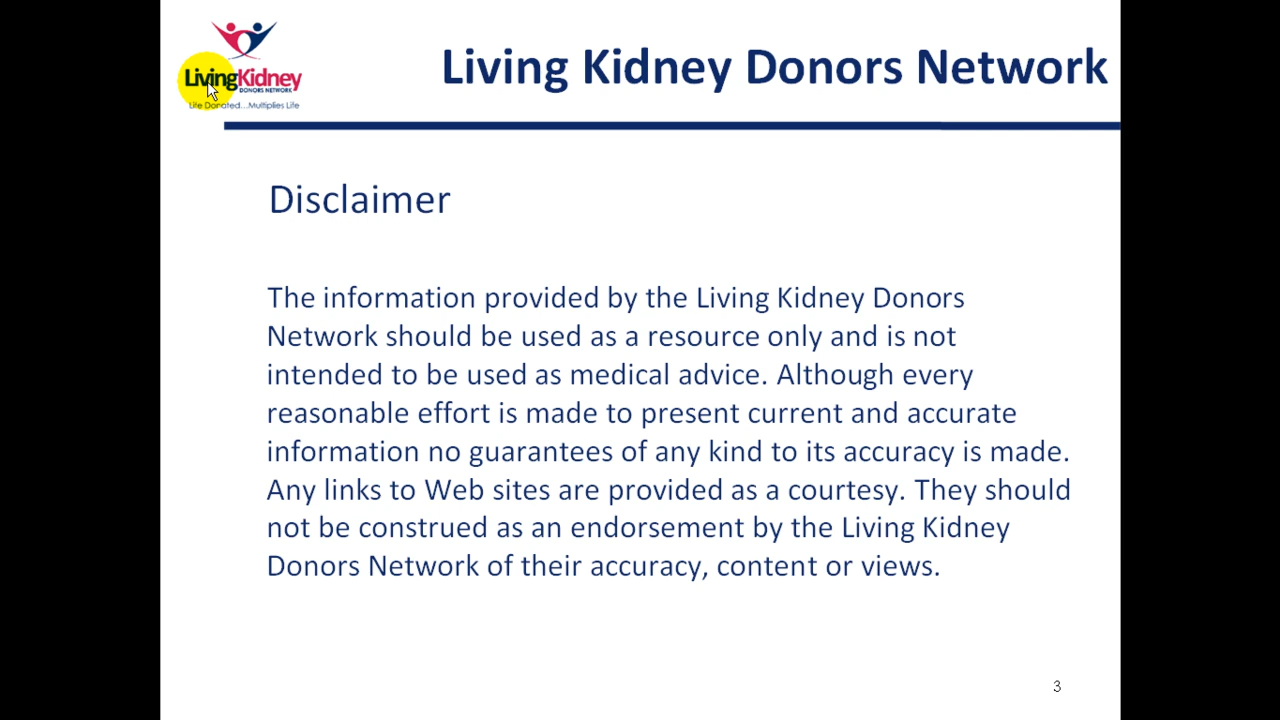 LivingKidney
DONORS NETWORK
Life Donated...Multiplies Life
Living Kidney Donors Network
Disclaimer
The information provided by the Living Kidney Donors
Network should be used as a resource only and is not
intended to be used as medical advice. Although every
reasonable effort is made to present current and accurate
information no guarantees of any kind to its accuracy is made.
Any links to Web sites are provided as a courtesy. They should
not be construed as an endorsement by the Living Kidney
Donors Network of their accuracy, content or views.
3